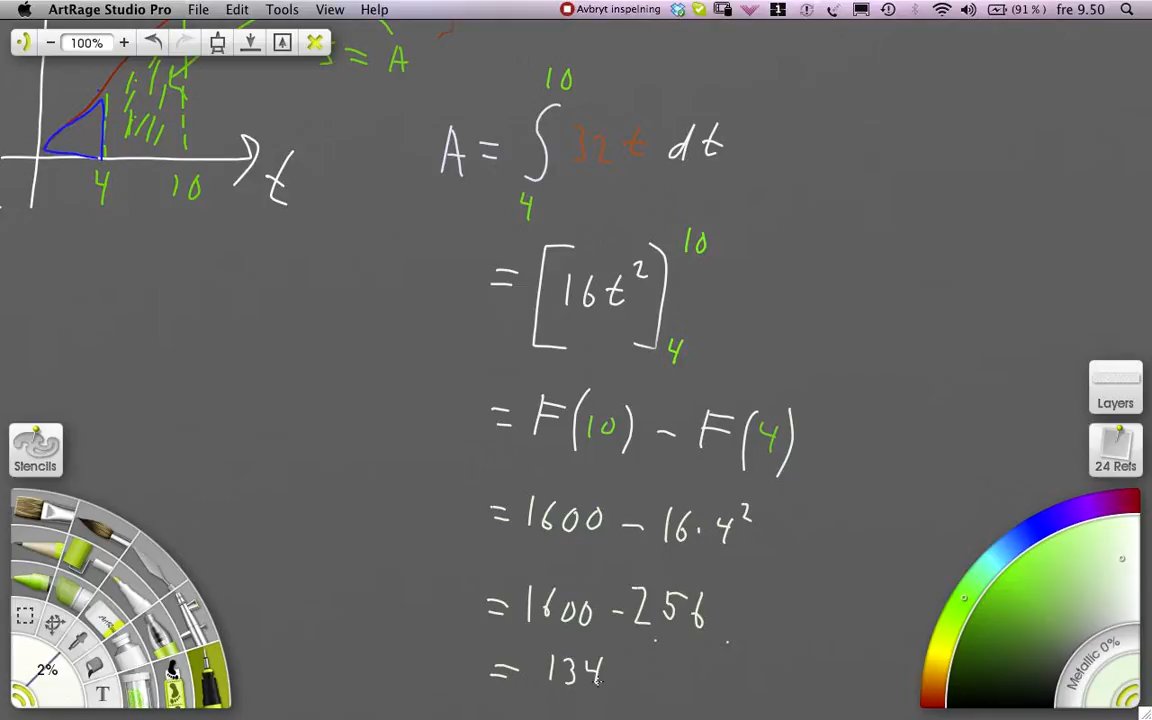 ArtRage Studio Pro File Edit Tools View Help Avbryt inspelning 1 (91 %) fre 9.50
100%
= A
10
A = ∫ 32t dt
4
4 10 t
10
= [16t²]
4
= F(10) - F(4)
= 1600 - 16·4²
= 1600 - 256
= 134
Layers
24 Refs
Stencils
2%
T
Metallic 0%